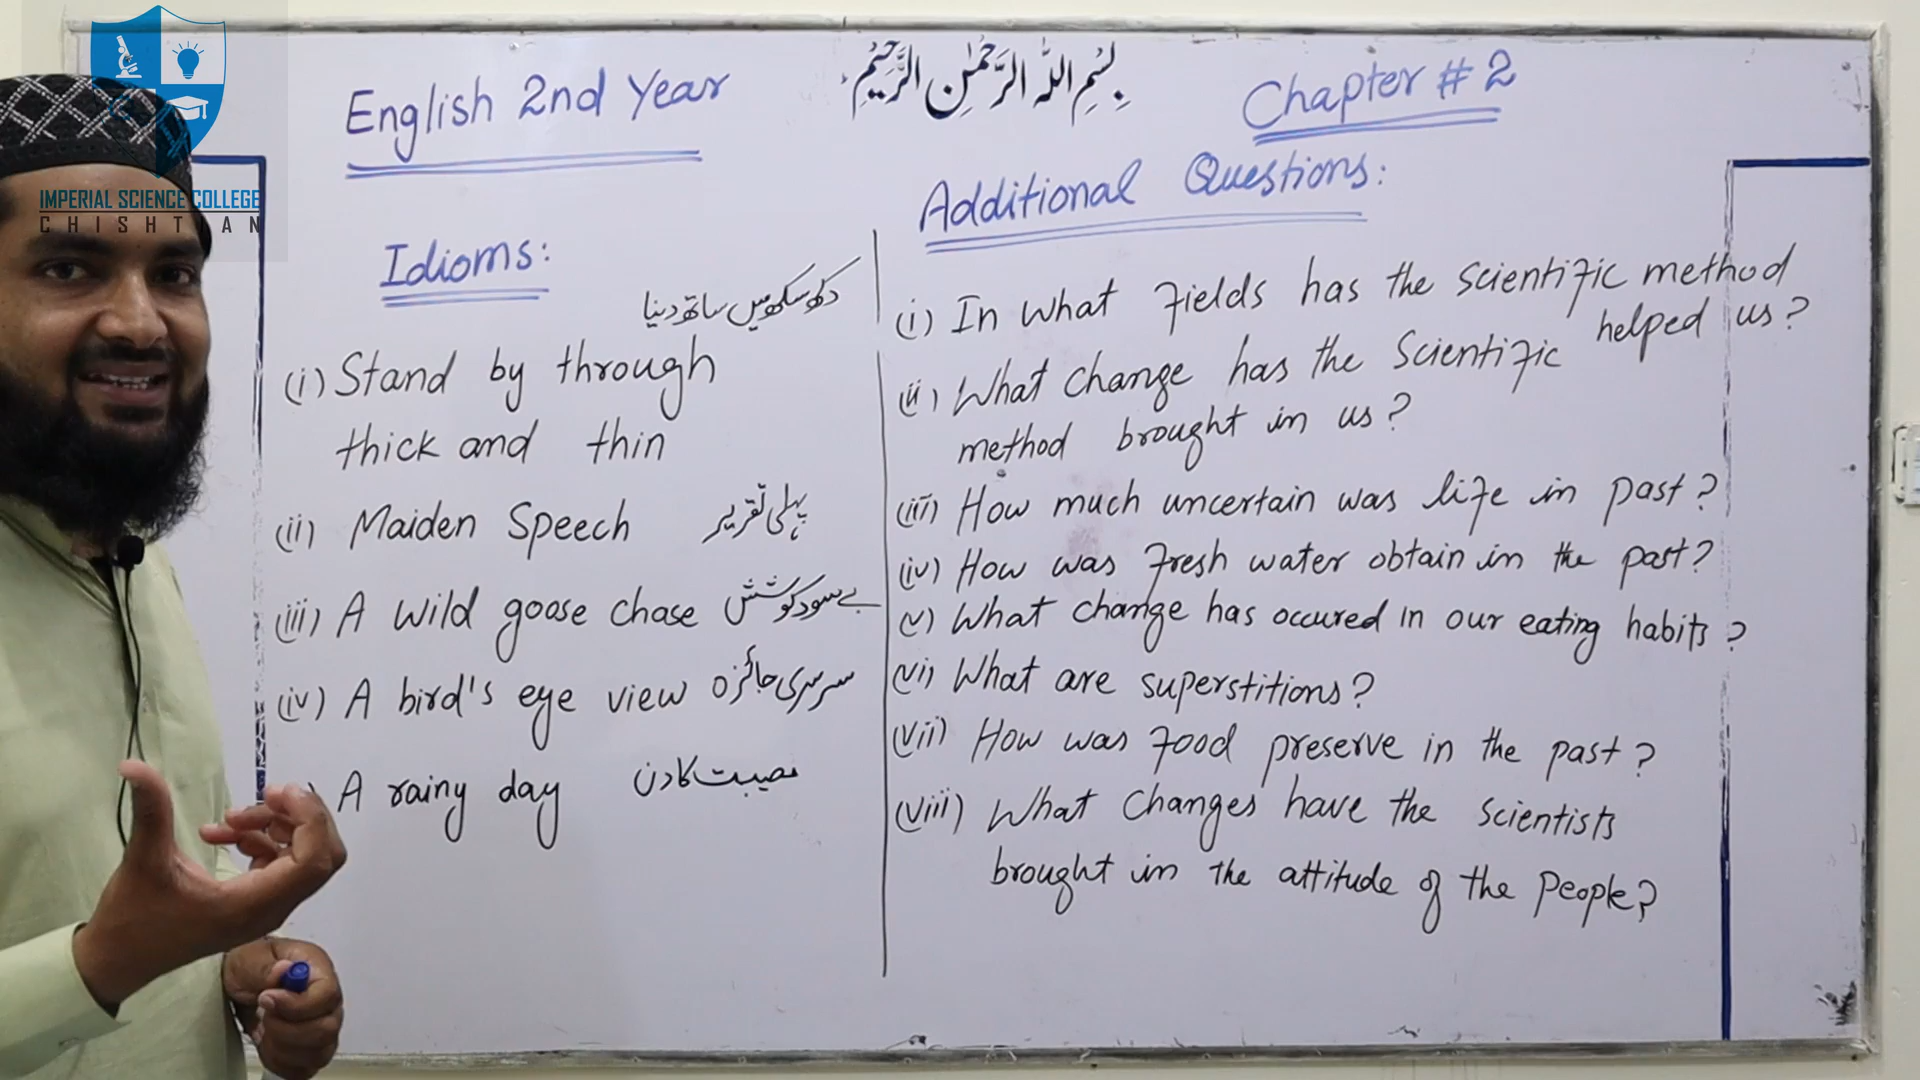 IMPERIAL SCIENCE COLLEGE
CHISHTIAN
English 2nd Year
بِسْمِ اللّٰهِ الرَّحْمٰنِ الرَّحِيْمِ
Chapter # 2
Idioms:
دکھ سکھ میں ساتھ دینا
(i) Stand by through
thick and thin
(ii) Maiden Speech پہلی تقریر
(iii) A wild goose chase بے سود کوشش
(iv) A bird's eye view سرسری جائزہ
) A rainy day مصیبت کا دن
Additional Questions:
(i) In what fields has the scientific method
helped us?
(ii) What change has the Scientific
method brought in us?
(iii) How much uncertain was life in past?
(iv) How was fresh water obtain in the past?
(v) What change has occured in our eating habits?
(vi) What are superstitions?
(vii) How was food preserve in the past?
(viii) What changes have the scientists
brought in the attitude of the people?